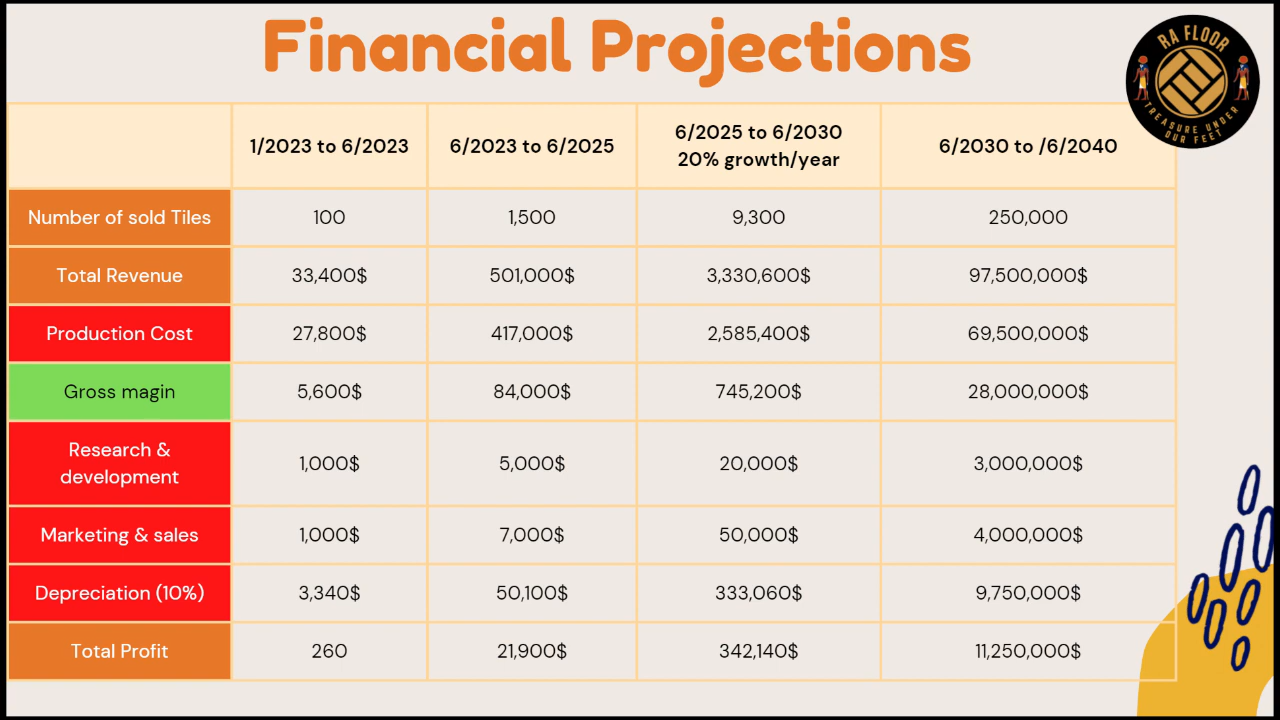 Financial Projections
RA FLOOR
TREASURE UNDER
OUR FEET
1/2023 to 6/2023 6/2023 to 6/2025 6/2025 to 6/2030 6/2030 to /6/2040
20% growth/year
Number of sold Tiles 100 1,500 9,300 250,000
Total Revenue 33,400$ 501,000$ 3,330,600$ 97,500,000$
Production Cost 27,800$ 417,000$ 2,585,400$ 69,500,000$
Gross magin 5,600$ 84,000$ 745,200$ 28,000,000$
Research &
development 1,000$ 5,000$ 20,000$ 3,000,000$
Marketing & sales 1,000$ 7,000$ 50,000$ 4,000,000$
Depreciation (10%) 3,340$ 50,100$ 333,060$ 9,750,000$
Total Profit 260 21,900$ 342,140$ 11,250,000$